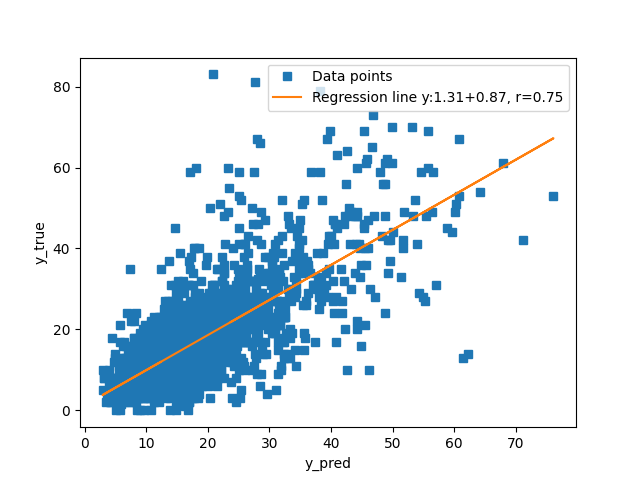 Data points
Regression line y:1.31+0.87, r=0.75
y_true
80
60
40
20
0
0 10 20 30 40 50 60 70
y_pred